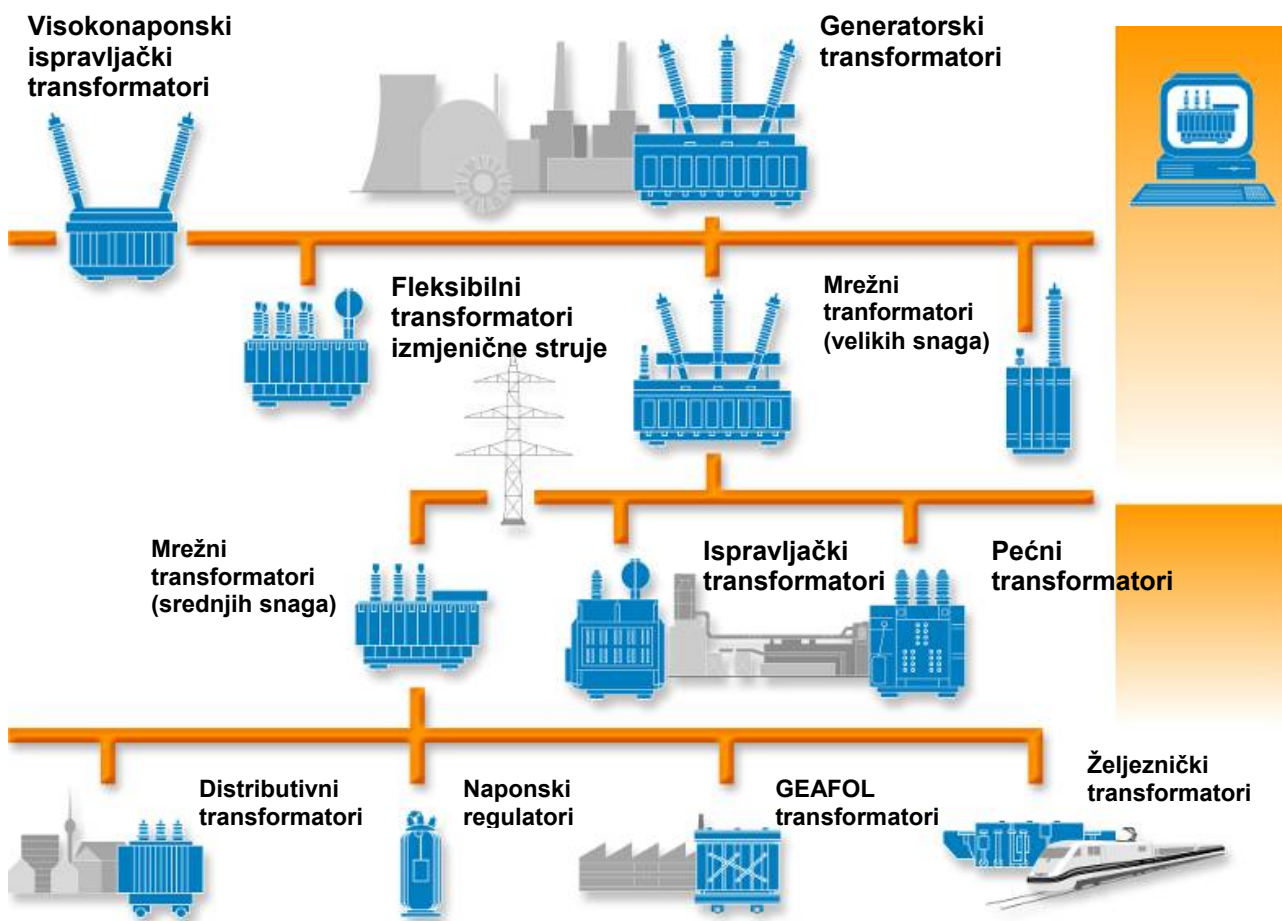 Visokonaponski
ispravljački
transformatori
Generatorski
transformatori
Fleksibilni
transformatori
izmjenične struje
Mrežni
tranformatori
(velikih snaga)
Mrežni
transformatori
(srednjih snaga)
Ispravljački
transformatori
Pećni
transformatori
Distributivni
transformatori
Naponski
regulatori
GEAFOL
transformatori
Željeznički
transformatori